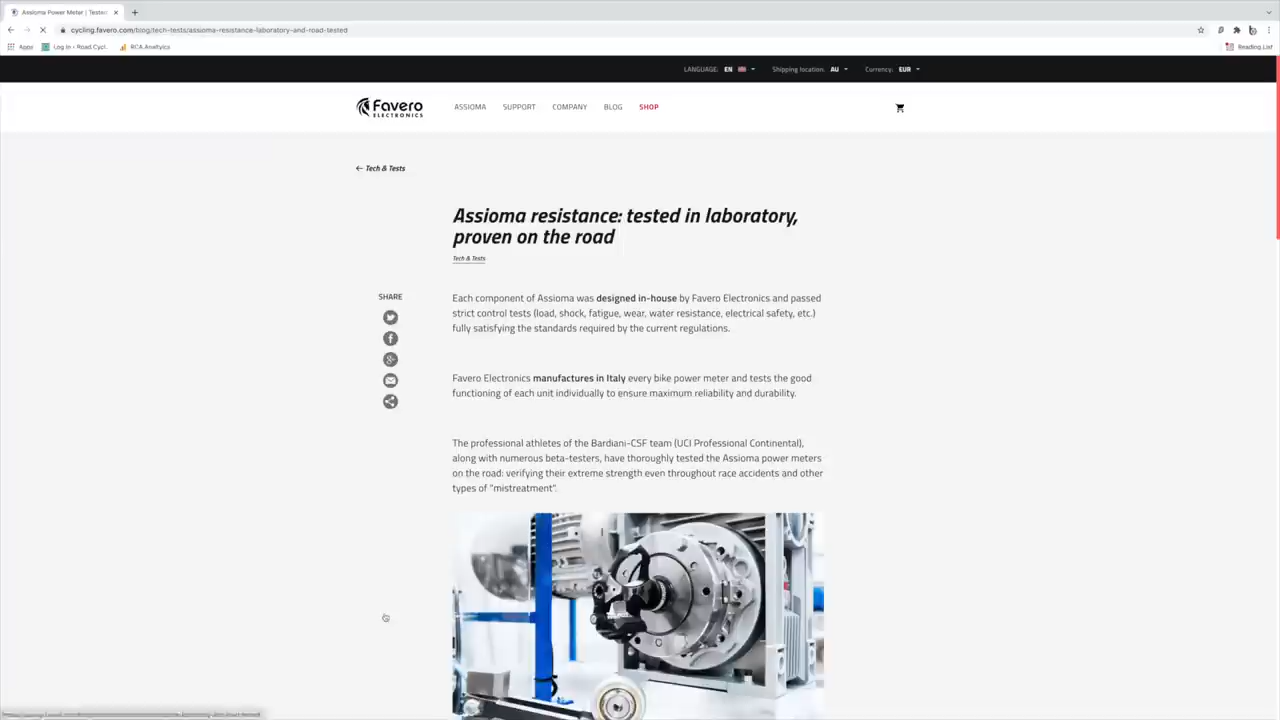 Assioma Power Meter | Tested
cycling.favero.com/blog/tech-tests/assioma-resistance-laboratory-and-road-tested
Apps
Log In ‹ Road Cycl...
RCA Analtyics
Reading List
LANGUAGE: EN
Shipping location: AU
Currency: EUR
Favero
ELECTRONICS
ASSIOMA
SUPPORT
COMPANY
BLOG
SHOP
← Tech & Tests
Assioma resistance: tested in laboratory,
proven on the road
Tech & Tests
SHARE
Each component of Assioma was designed in-house by Favero Electronics and passed
strict control tests (load, shock, fatigue, wear, water resistance, electrical safety, etc.)
fully satisfying the standards required by the current regulations.
Favero Electronics manufactures in Italy every bike power meter and tests the good
functioning of each unit individually to ensure maximum reliability and durability.
The professional athletes of the Bardiani-CSF team (UCI Professional Continental),
along with numerous beta-testers, have thoroughly tested the Assioma power meters
on the road: verifying their extreme strength even throughout race accidents and other
types of "mistreatment".